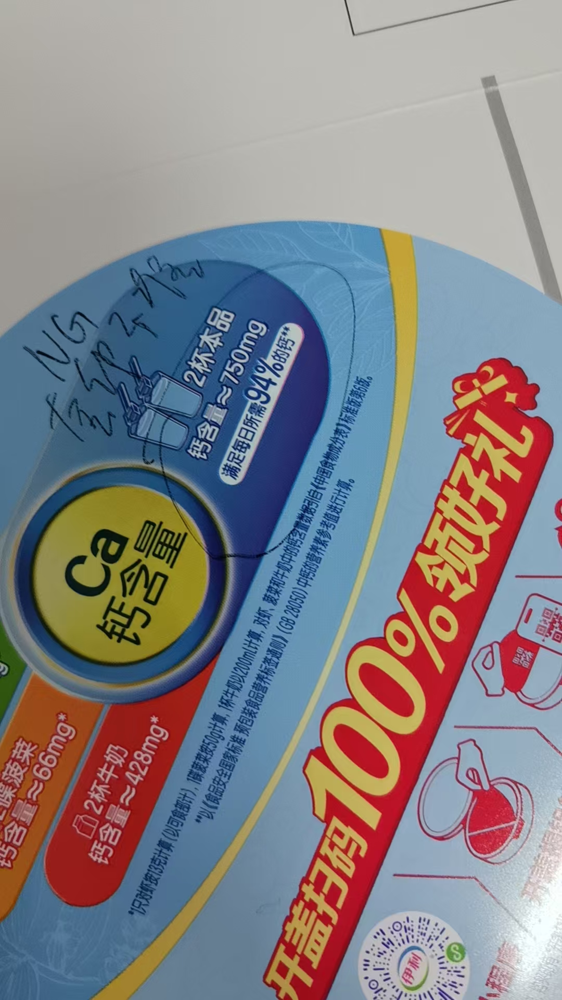 NG
套印不
2杯本品
钙含量≈750mg
满足每日所需94%的钙**
Ca
钙含量
碟菠菜
钙含量≈66mg*
2杯牛奶
钙含量≈428mg*
*1只对虾按13克计算(以可食部计),1碟菠菜按50g计算,1杯牛奶以200mL计算,对虾、菠菜和牛奶中的钙含量数据引自《中国食物成分表》标准版第6版。
**以《食品安全国家标准 预包装食品营养标签通则》(GB 28050)中钙的营养素参考值进行计算。
开盖扫码100%领好礼
伊利